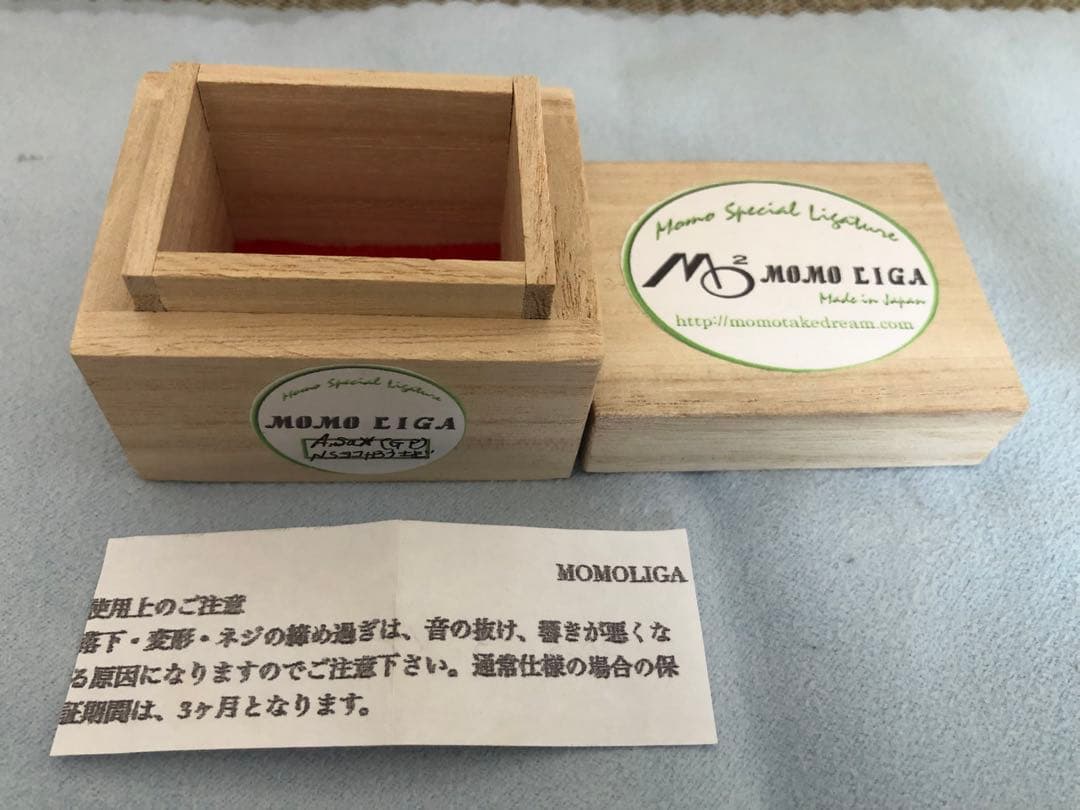 Momo Special Ligature
M2 MOMO LIGA
Made in Japan
http://momotakedream.com
Momo Special Ligature
MOMO LIGA
A.Sax (GP)
MOMOLIGA
使用上のご注意
落下・変形・ネジの締め過ぎは、音の抜け、響きが悪くな
る原因になりますのでご注意下さい。通常仕様の場合の保
証期間は、3ヶ月となります。